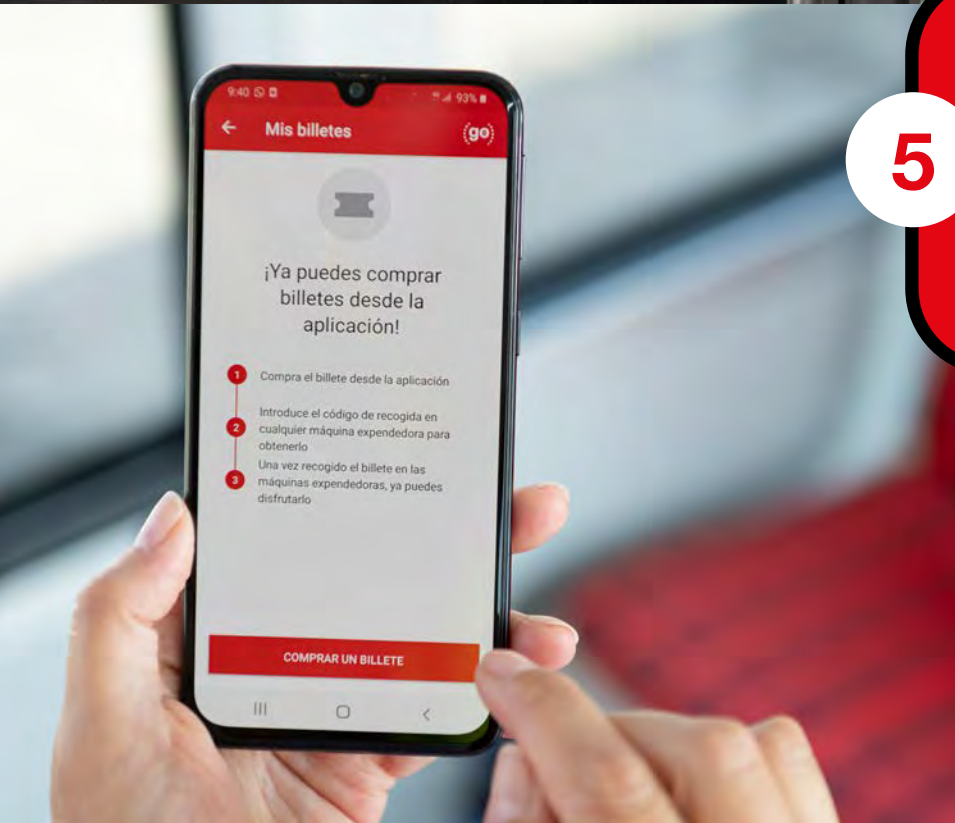 9:40
93%
Mis billetes
(go)
5
¡Ya puedes comprar
billetes desde la
aplicación!
1 Compra el billete desde la aplicación
2 Introduce el código de recogida en
cualquier máquina expendedora para
obtenerlo
3 Una vez recogido el billete en las
máquinas expendedoras, ya puedes
disfrutarlo
COMPRAR UN BILLETE